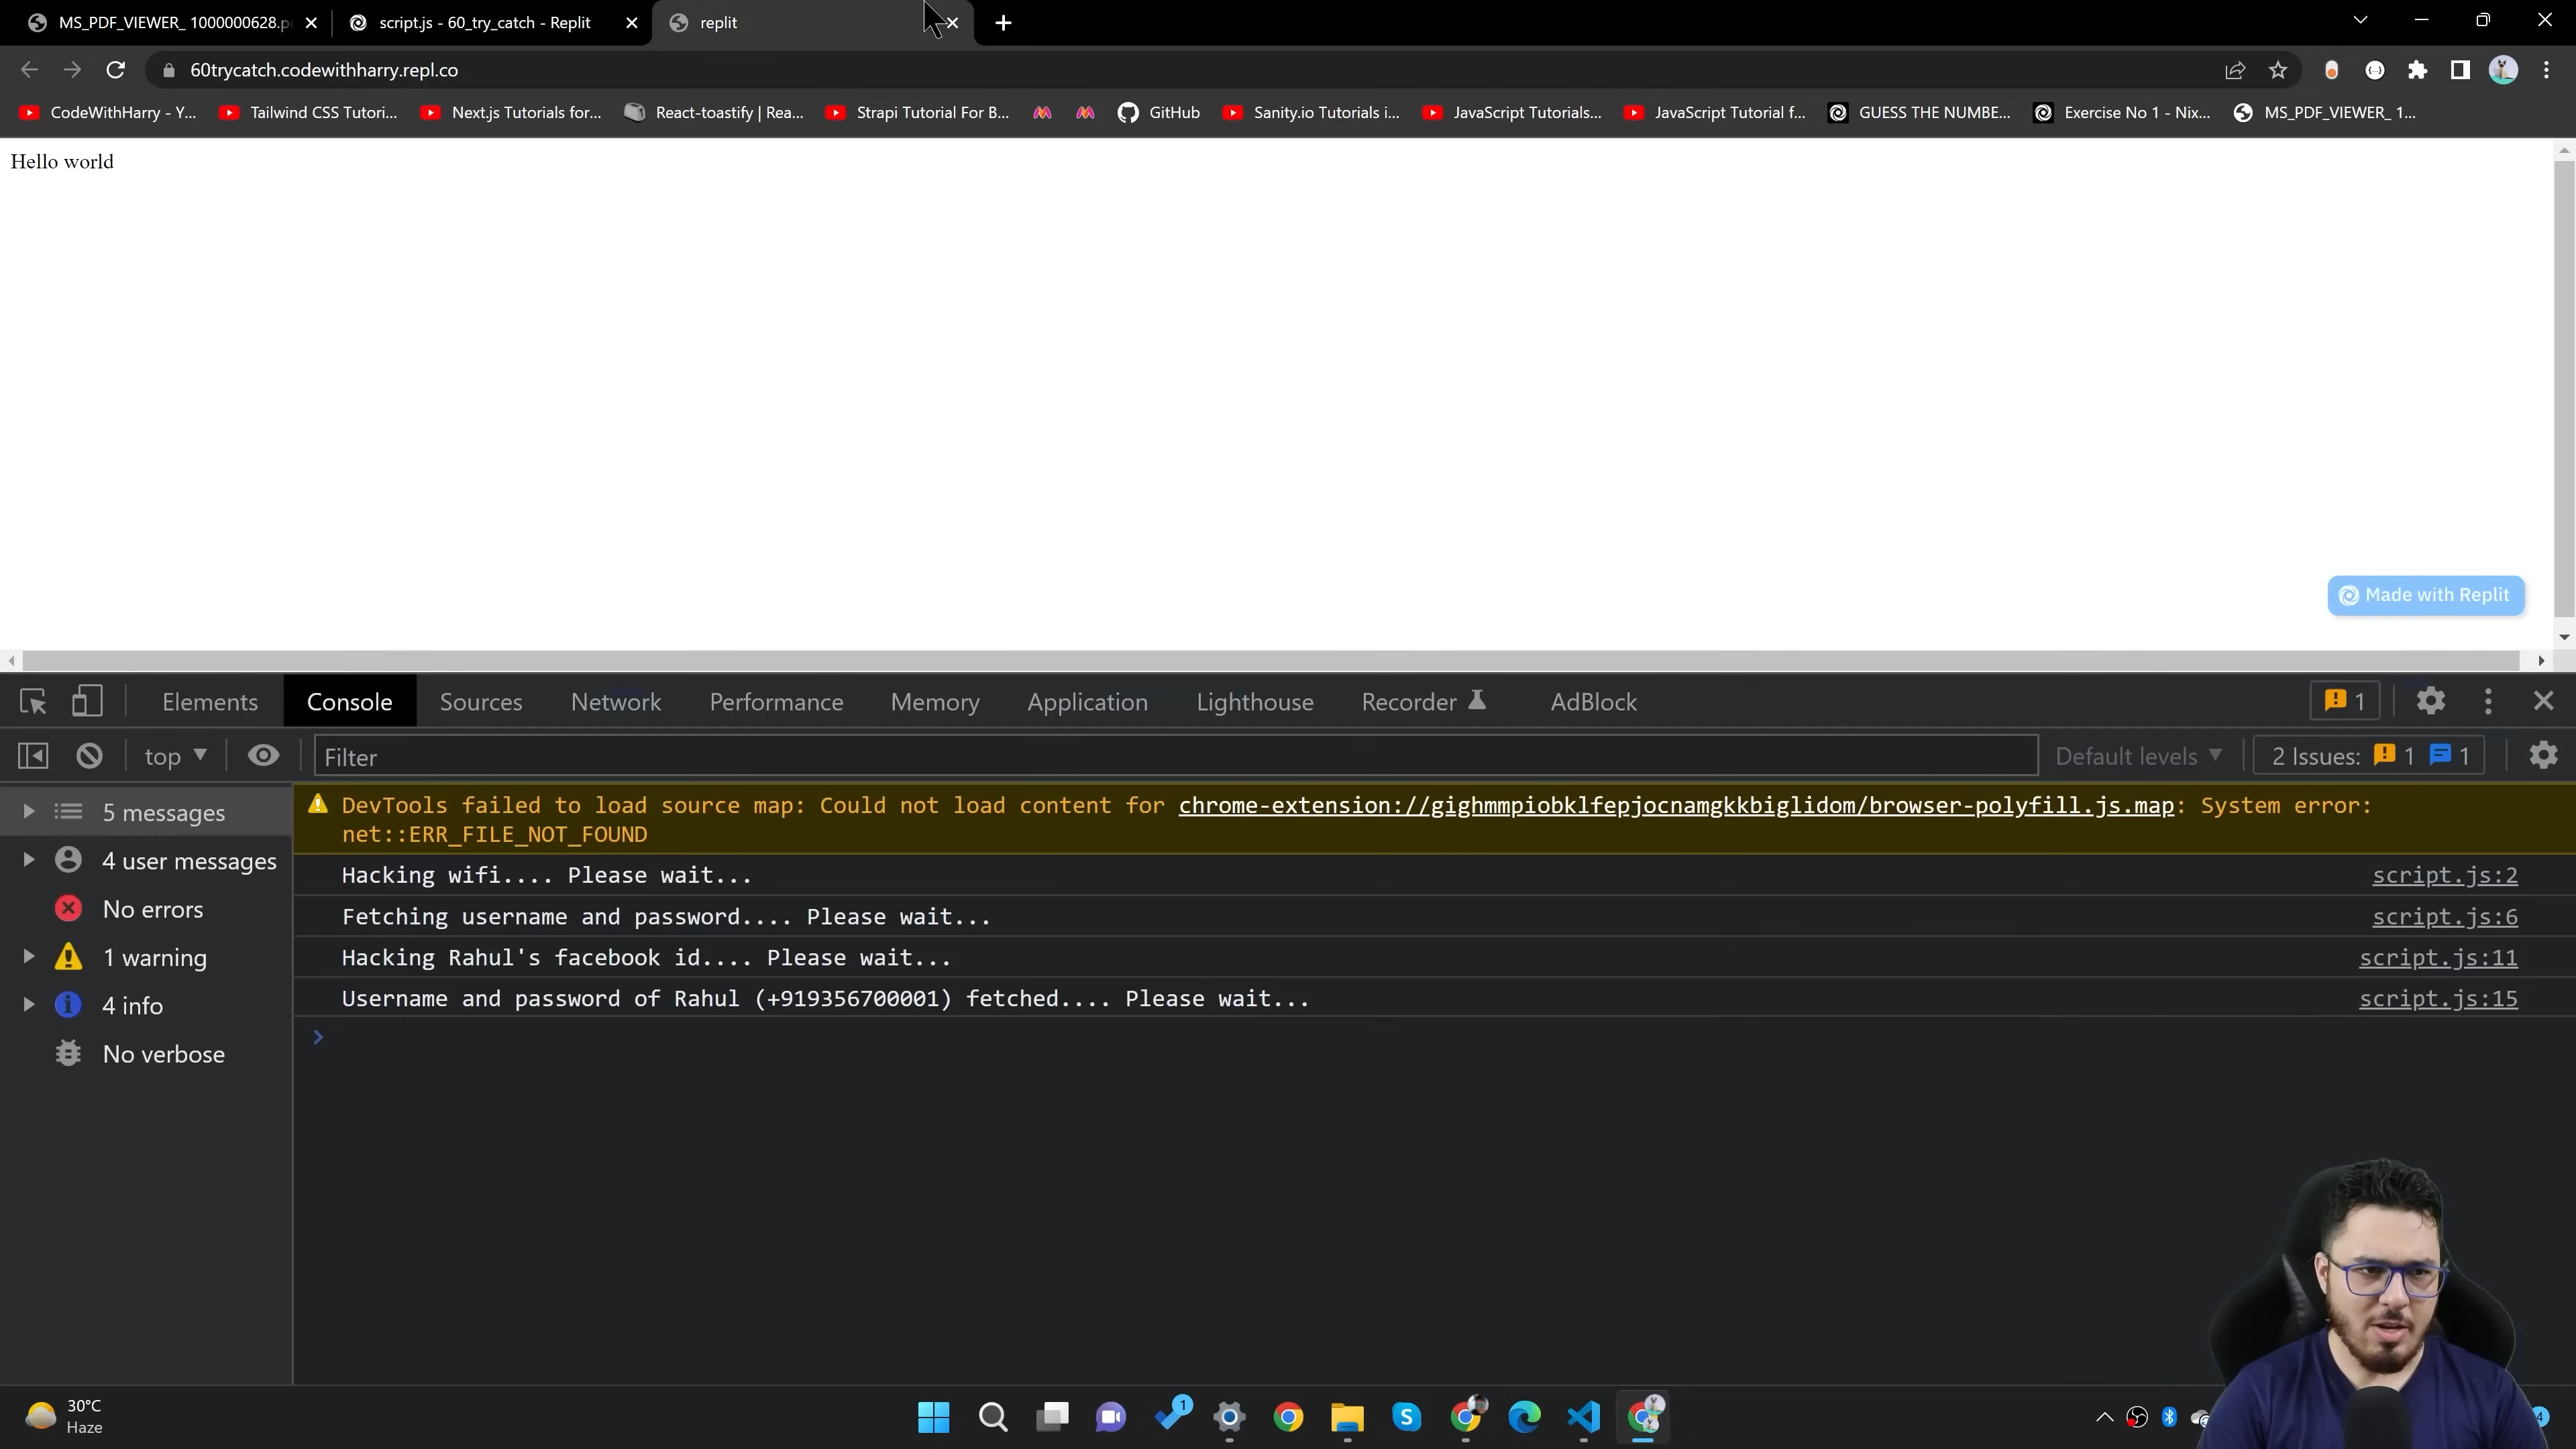 MS_PDF_VIEWER_ 1000000628.p
script.js - 60_try_catch - Replit
replit
60trycatch.codewithharry.repl.co
CodeWithHarry - Y...
Tailwind CSS Tutori...
Next.js Tutorials for...
React-toastify | Rea...
Strapi Tutorial For B...
GitHub
Sanity.io Tutorials i...
JavaScript Tutorials...
JavaScript Tutorial f...
GUESS THE NUMBE...
Exercise No 1 - Nix...
MS_PDF_VIEWER_ 1...
Hello world
Made with Replit
Elements
Console
Sources
Network
Performance
Memory
Application
Lighthouse
Recorder
AdBlock
1
top
Filter
Default levels
2 Issues: 1 1
5 messages
4 user messages
No errors
1 warning
4 info
No verbose
DevTools failed to load source map: Could not load content for chrome-extension://gighmmpiobklfepjocnamgkkbiglidom/browser-polyfill.js.map: System error:
net::ERR_FILE_NOT_FOUND
Hacking wifi.... Please wait... script.js:2
Fetching username and password.... Please wait... script.js:6
Hacking Rahul's facebook id.... Please wait... script.js:11
Username and password of Rahul (+919356700001) fetched.... Please wait... script.js:15
30°C
Haze
1
4